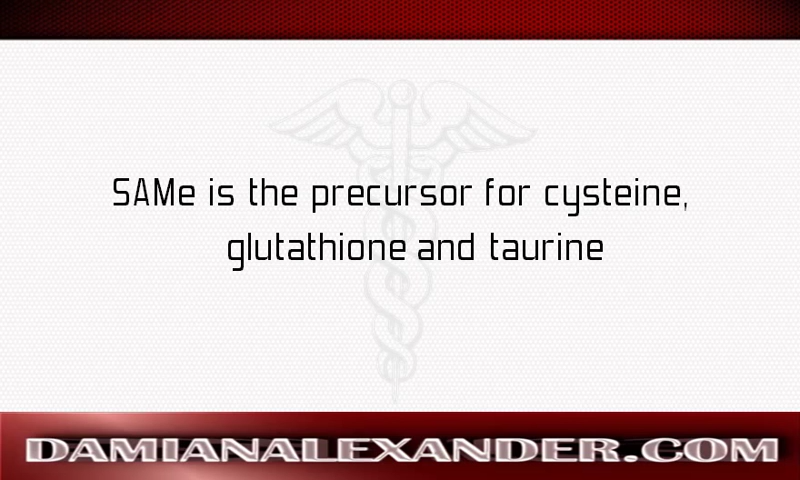 SAMe is the precursor for cysteine,
glutathione and taurine
DAMIANALEXANDER.COM